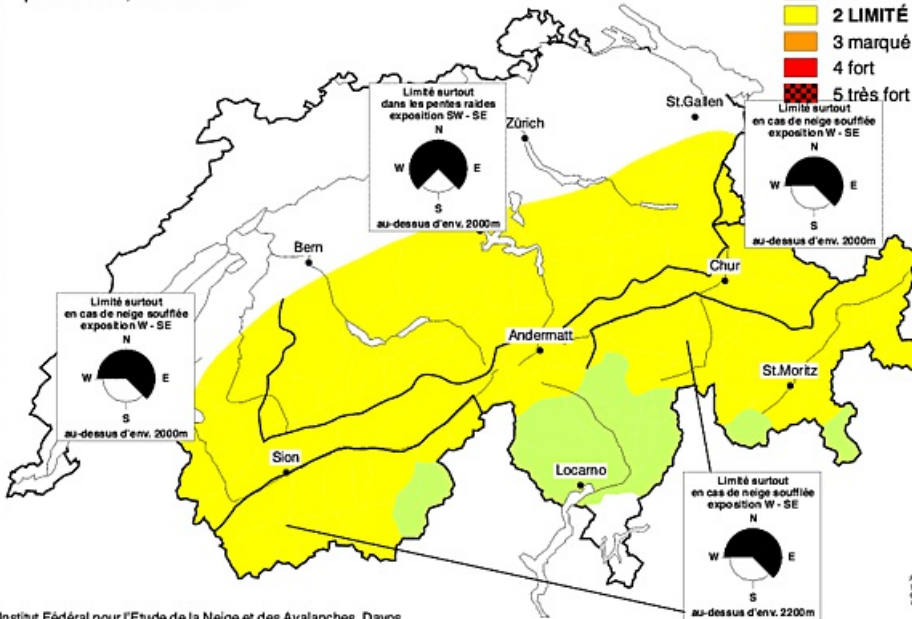 2 LIMITÉ
3 marqué
4 fort
5 très fort
Limité surtout
dans les pentes raides
exposition SW - SE
N
W E
S
au-dessus d'env. 2000m
Zürich
St.Gallen
Limité surtout
en cas de neige soufflée
exposition W - SE
N
W E
S
au-dessus d'env. 2000m
Bern
Chur
Limité surtout
en cas de neige soufflée
exposition W - SE
N
W E
S
au-dessus d'env. 2000m
Andermatt
St.Moritz
Sion
Locarno
Limité surtout
en cas de neige soufflée
exposition W - SE
N
W E
S
au-dessus d'env. 2200m
Institut Fédéral pour l'Etude de la Neige et des Avalanches, Davos